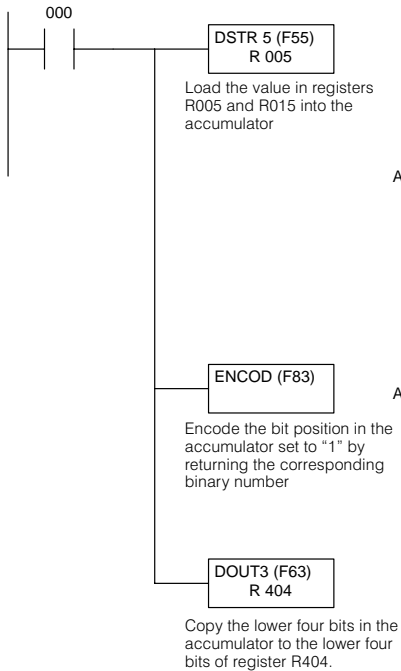 000
DSTR 5 (F55)
R 005
Load the value in registers
R005 and R015 into the
accumulator
A
ENCOD (F83)
A
Encode the bit position in the
accumulator set to “1” by
returning the corresponding
binary number
DOUT3 (F63)
R 404
Copy the lower four bits in the
accumulator to the lower four
bits of register R404.